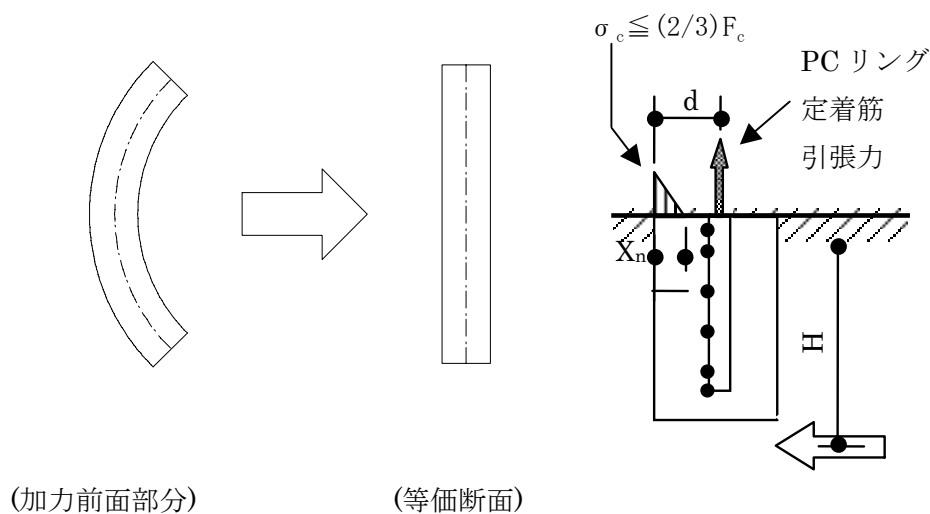 σc≦(2/3)Fc
PC リング
定着筋
引張力
d
Xn
H
(加力前面部分)
(等価断面)